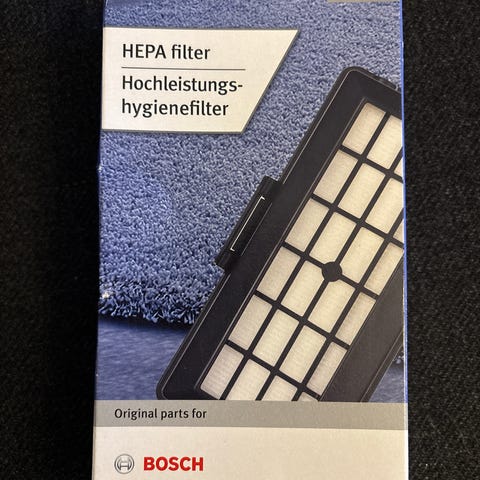 HEPA filter
Hochleistungs-
hygienefilter
Original parts for
BOSCH